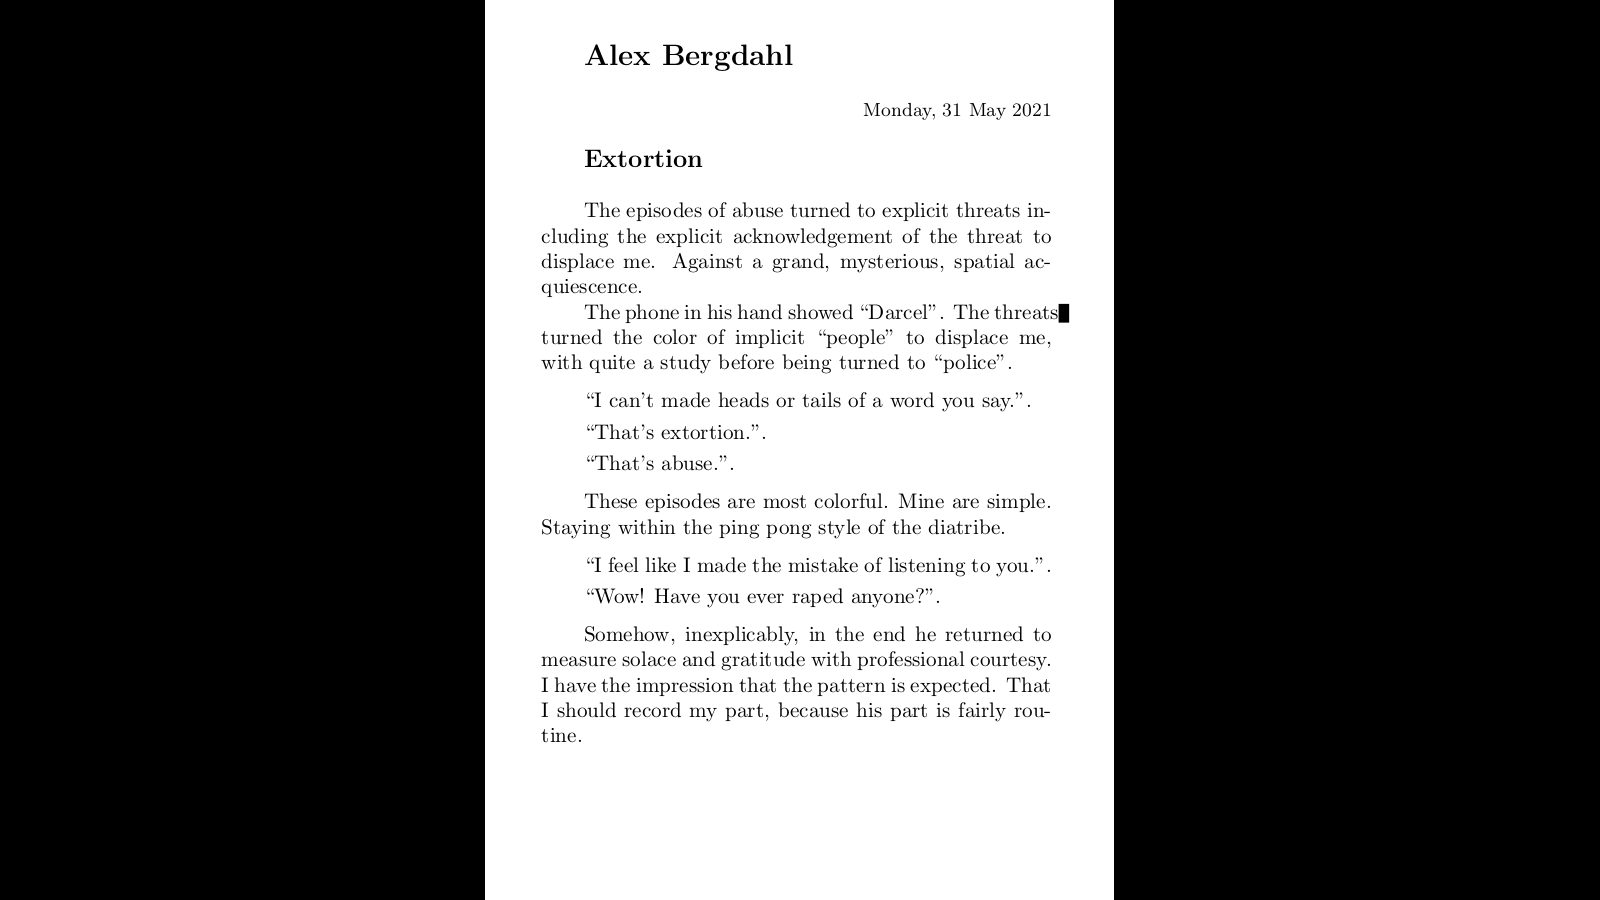 Alex Bergdahl
Monday, 31 May 2021
Extortion
The episodes of abuse turned to explicit threats in-
cluding the explicit acknowledgement of the threat to
displace me. Against a grand, mysterious, spatial ac-
quiescence.
The phone in his hand showed “Darcel”. The threats
turned the color of implicit “people” to displace me,
with quite a study before being turned to “police”.
“I can’t made heads or tails of a word you say.”.
“That’s extortion.”.
“That’s abuse.”.
These episodes are most colorful. Mine are simple.
Staying within the ping pong style of the diatribe.
“I feel like I made the mistake of listening to you.”.
“Wow! Have you ever raped anyone?”.
Somehow, inexplicably, in the end he returned to
measure solace and gratitude with professional courtesy.
I have the impression that the pattern is expected. That
I should record my part, because his part is fairly rou-
tine.